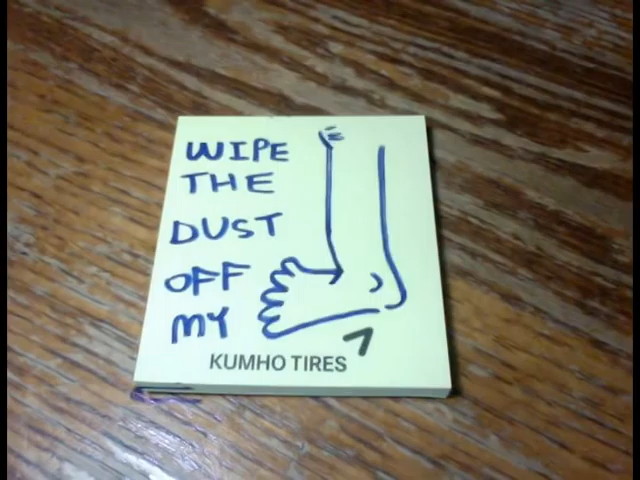 WIPE
THE
DUST
OFF
MY
KUMHO TIRES